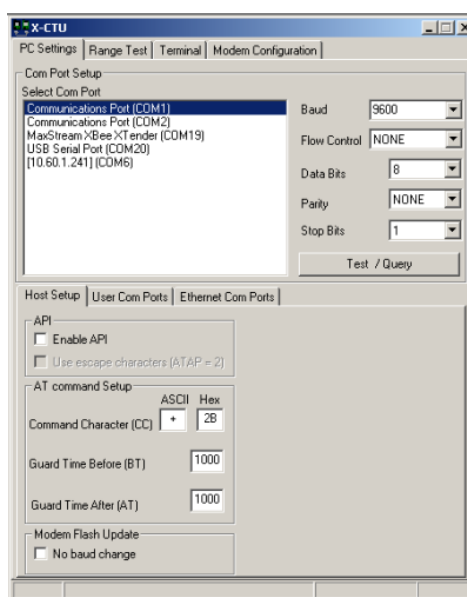 X-CTU
PC Settings Range Test Terminal Modem Configuration
Com Port Setup
Select Com Port
Communications Port (COM1)
Communications Port (COM2)
MaxStream XBee XTender (COM19)
USB Serial Port (COM20)
[10.60.1.241] (COM6)
Baud 9600
Flow Control NONE
Data Bits 8
Parity NONE
Stop Bits 1
Test / Query
Host Setup User Com Ports Ethernet Com Ports
API
Enable API
Use escape characters (ATAP = 2)
AT command Setup
ASCII Hex
Command Character (CC) + 2B
Guard Time Before (BT) 1000
Guard Time After (AT) 1000
Modem Flash Update
No baud change